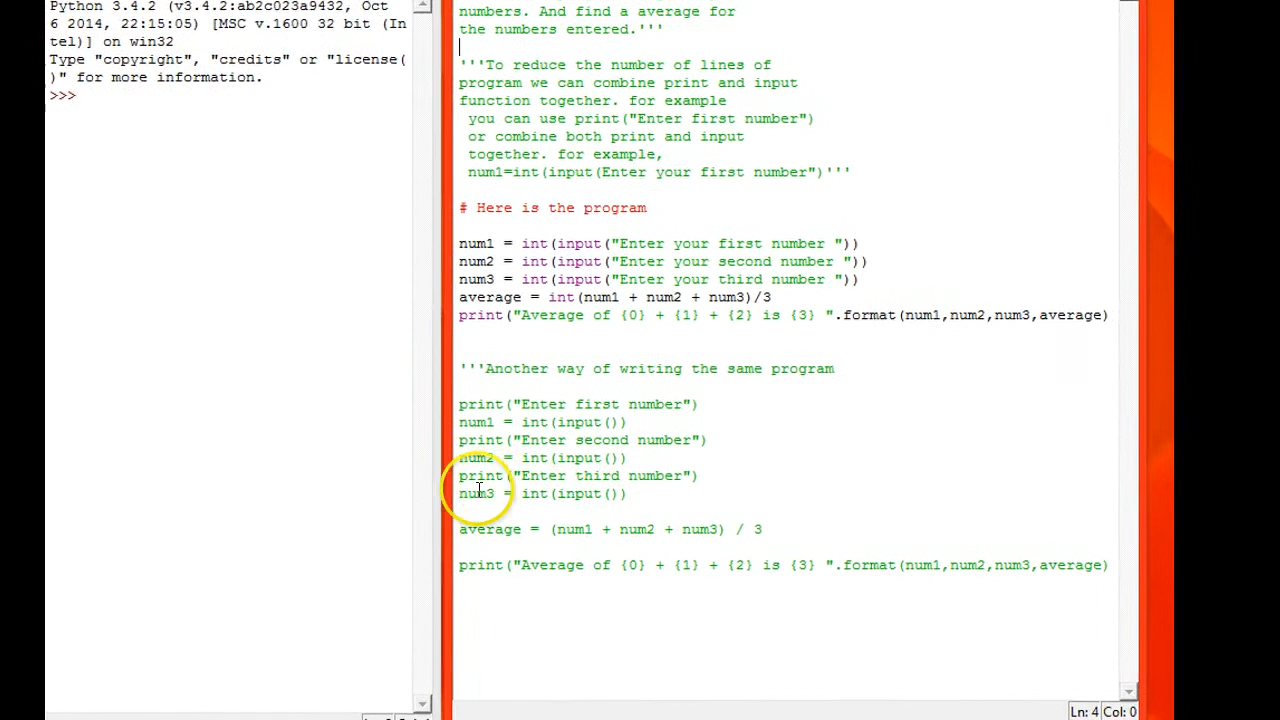 Python 3.4.2 (v3.4.2:ab2c023a9432, Oct
6 2014, 22:15:05) [MSC v.1600 32 bit (In
tel)] on win32
Type "copyright", "credits" or "license(
)" for more information.
>>>
numbers. And find a average for
the numbers entered.'''
'''To reduce the number of lines of
program we can combine print and input
function together. for example
you can use print("Enter first number")
or combine both print and input
together. for example,
num1=int(input(Enter your first number")'''
# Here is the program
num1 = int(input("Enter your first number "))
num2 = int(input("Enter your second number "))
num3 = int(input("Enter your third number "))
average = int(num1 + num2 + num3)/3
print("Average of {0} + {1} + {2} is {3} ".format(num1,num2,num3,average)
'''Another way of writing the same program
print("Enter first number")
num1 = int(input())
print("Enter second number")
num2 = int(input())
print("Enter third number")
num3 = int(input())
average = (num1 + num2 + num3) / 3
print("Average of {0} + {1} + {2} is {3} ".format(num1,num2,num3,average)
Ln: 4 Col: 0